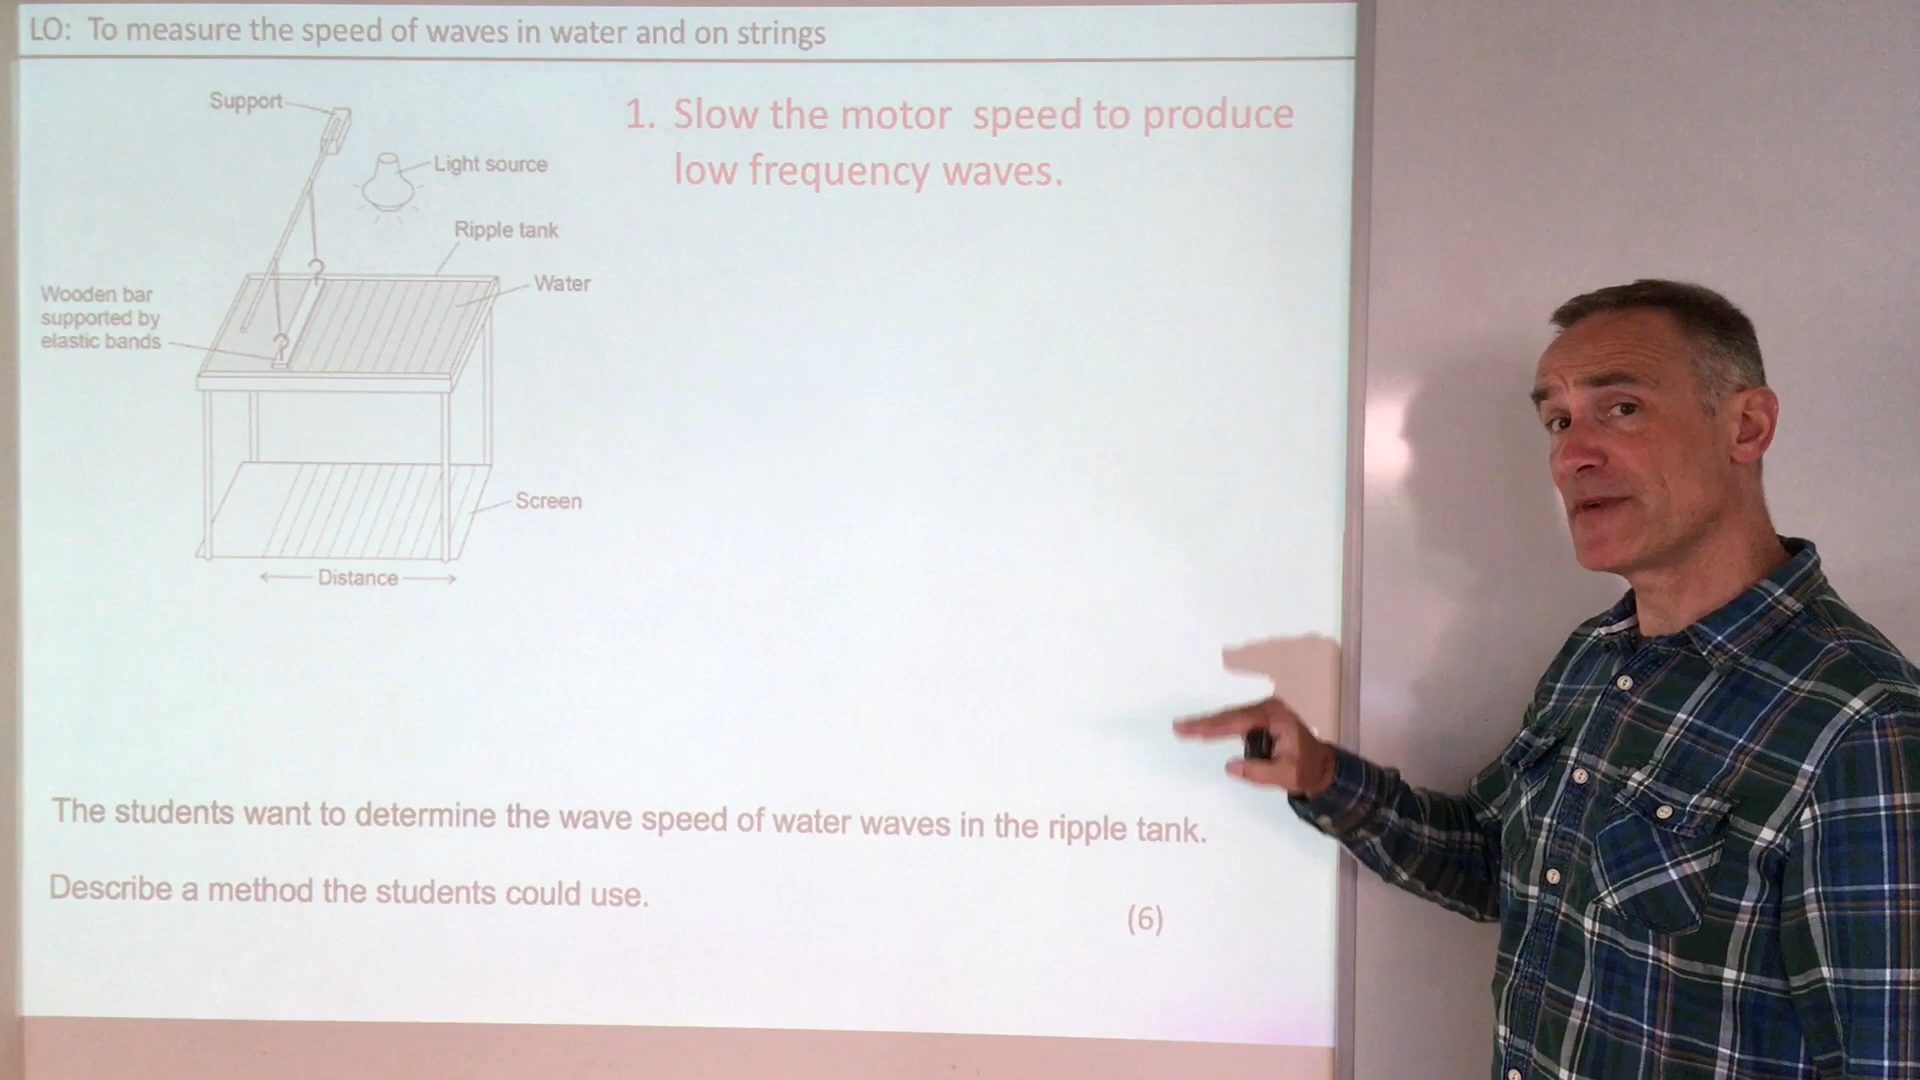 LO: To measure the speed of waves in water and on strings
Support
Light source
Ripple tank
Water
Wooden bar
supported by
elastic bands
Screen
Distance
1. Slow the motor speed to produce
low frequency waves.
The students want to determine the wave speed of water waves in the ripple tank.
Describe a method the students could use.
(6)